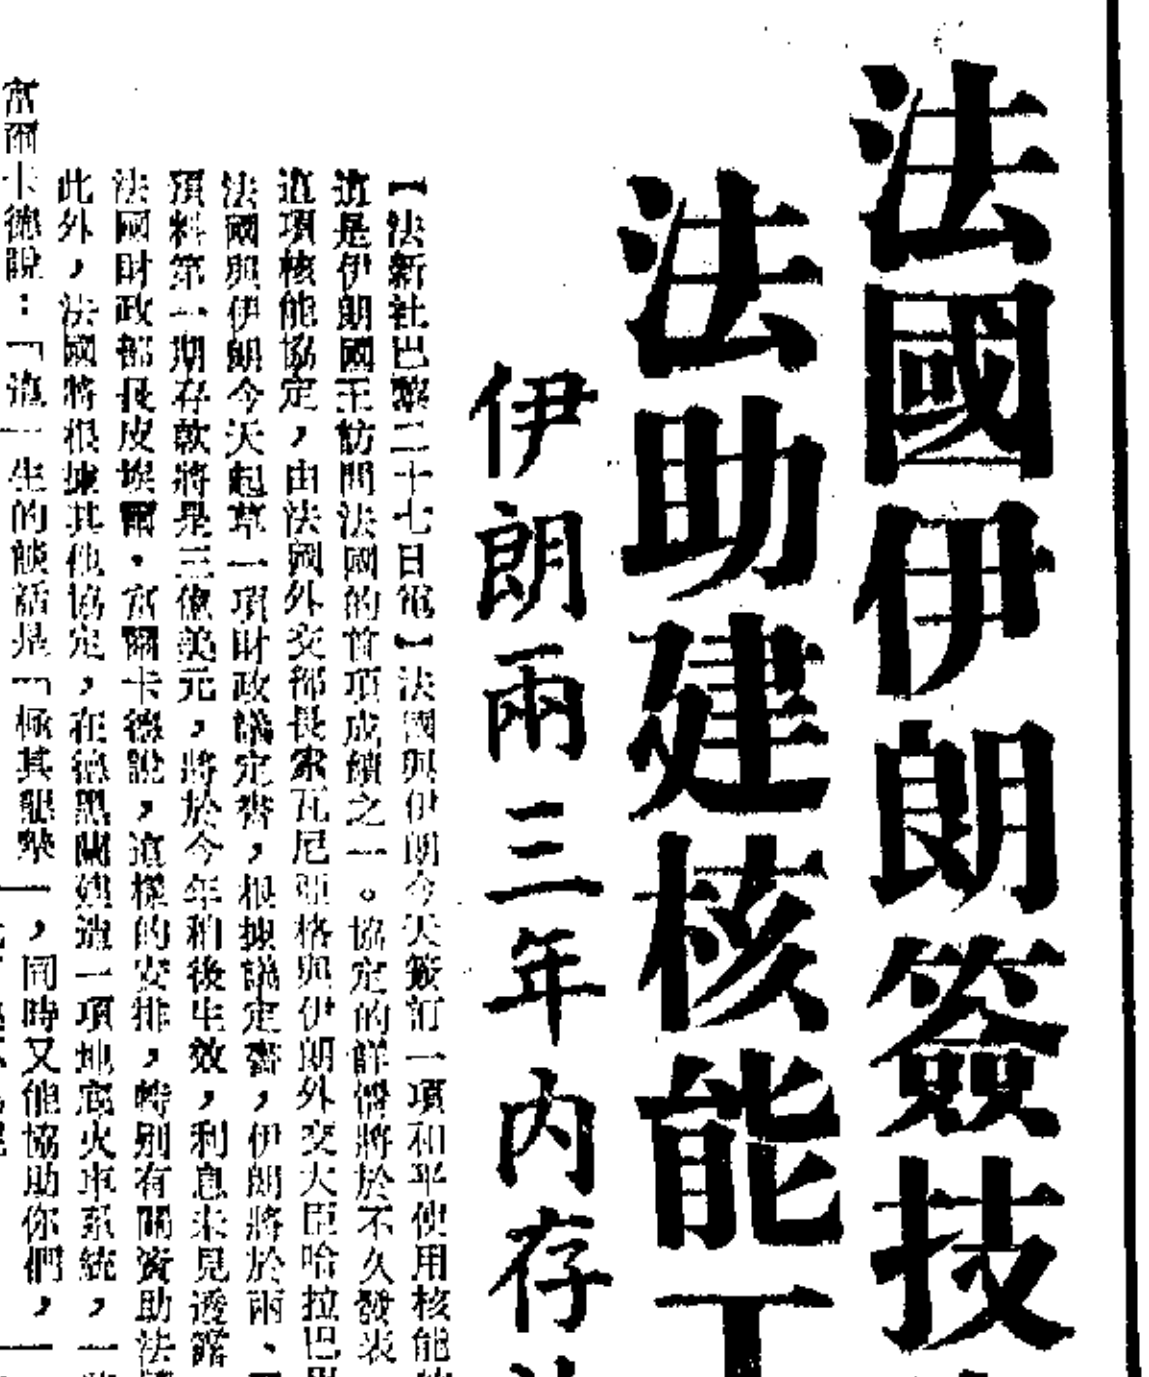 法國伊朗簽技
法助建核能工
伊朗兩三年內存
【法新社巴黎二十七日電】法國與伊朗今天簽訂一項和平使用核能
這是伊朗國王訪問法國的首項成績之一。協定的詳情將於不久發表
這項核能協定，由法國外交部長索瓦尼亞格與伊朗外交大臣哈拉巴
法國與伊朗今天起草一項財政議定書，根據議定書，伊朗將於兩、
預料第一期存款將是三億美元，將於今年稍後生效，利息未見透露
法國財政部長皮埃爾・富爾卡德說，這樣的安排，特別有關資助法
此外，法國將根據其他協定，在德黑蘭建造一項地底火車系統，一
富爾卡德說：「這一生的談話是「極其親
，同時又能協助你們，